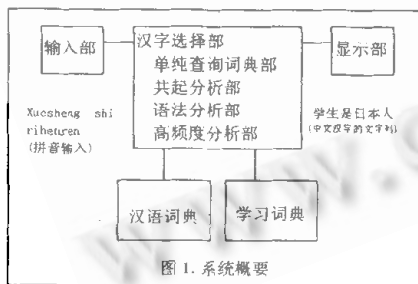 输入部
汉字选择部
单纯查询词典部
共起分析部
语法分析部
高频度分析部
显示部
Xuesheng shi
riberuren
(拼音输入)
学生是日本人
(中文汉字的文字列)
汉语词典
学习词典
图 1. 系统概要